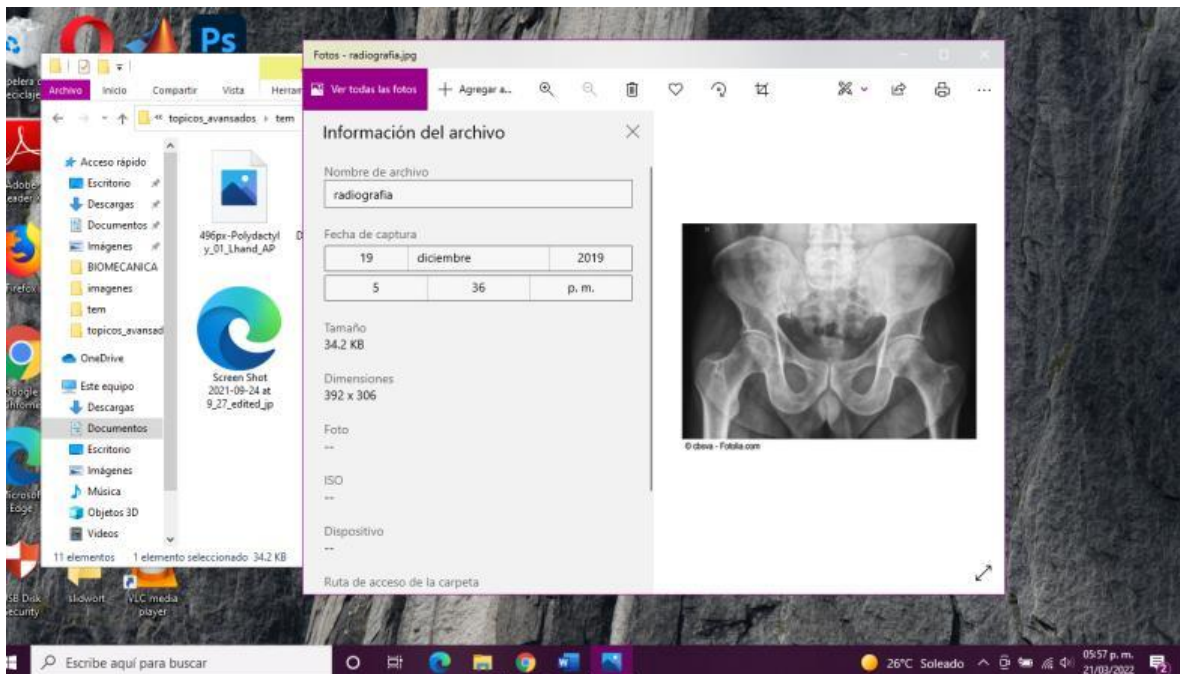 Ps
Fotos - radiografia.jpg
Archivo Inicio Compartir Vista
Ver todas las fotos
Agregar a...
topicos_avansados > tem
Información del archivo
Acceso rápido
Escritorio
Descargas
Documentos
Imágenes
BIOMECANICA
imagenes
tem
topicos_avansad
OneDrive
Este equipo
Descargas
Documentos
Escritorio
Imágenes
Música
Objetos 3D
Videos
11 elementos 1 elemento seleccionado 34.2 KB
496px-Polydactyl
y_01_Lhand_AP
Screen Shot
2021-09-24 at
9_27_edited_jp
Nombre de archivo
radiografia
Fecha de captura
19 diciembre 2019
5 36 p. m.
Tamaño
34.2 KB
Dimensiones
392 x 306
Foto
--
ISO
--
Dispositivo
--
Ruta de acceso de la carpeta
© cbsva - Fotolia.com
slidwort
VLC media
player
Escribe aquí para buscar
26°C Soleado
05:57 p. m.
21/03/2022